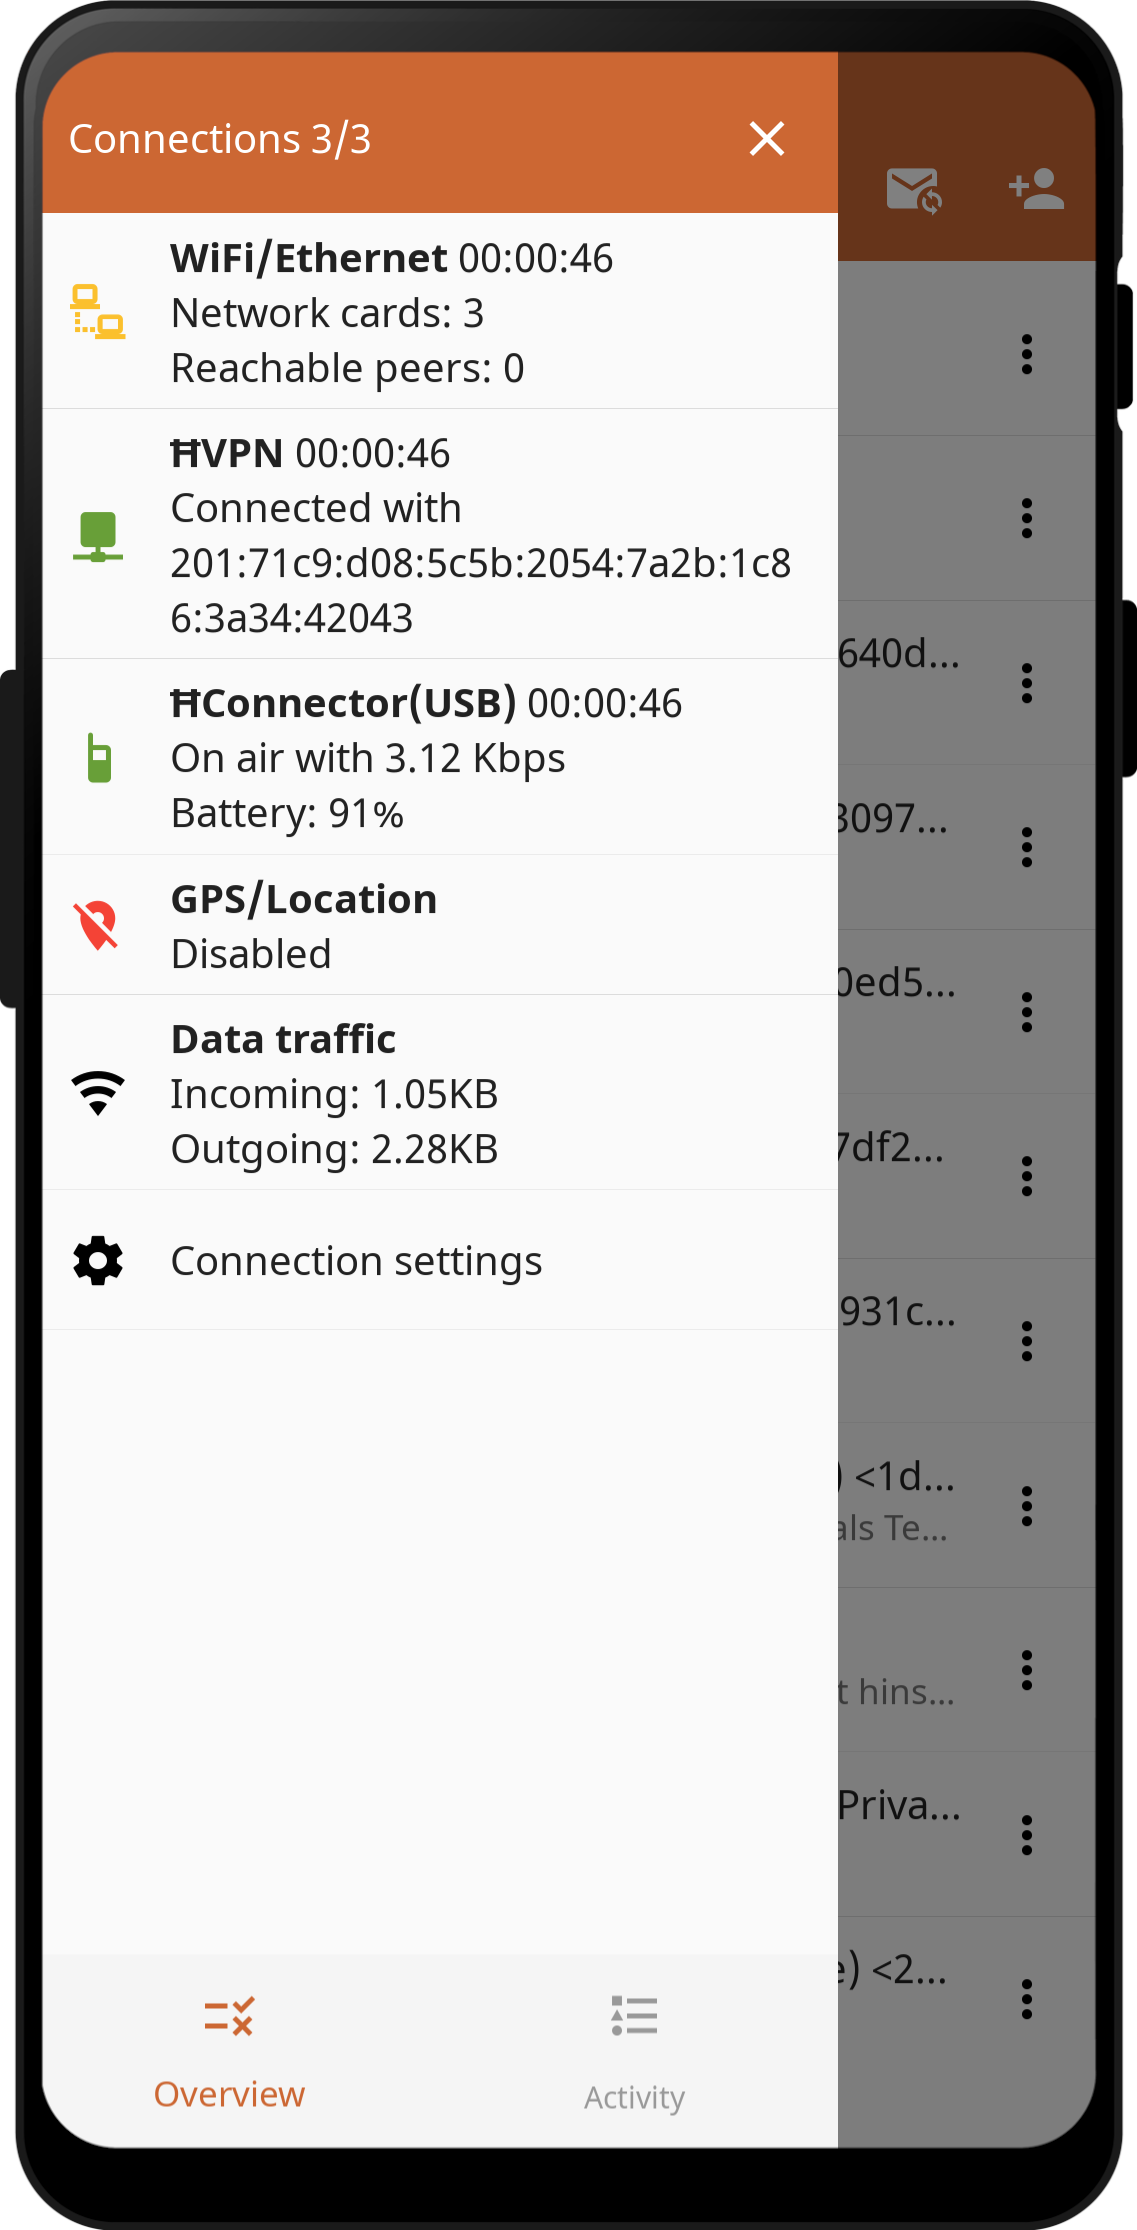 Connections 3/3
WiFi/Ethernet 00:00:46
Network cards: 3
Reachable peers: 0
ĦVPN 00:00:46
Connected with
201:71c9:d08:5c5b:2054:7a2b:1c8
6:3a34:42043
ĦConnector(USB) 00:00:46
On air with 3.12 Kbps
Battery: 91%
GPS/Location
Disabled
Data traffic
Incoming: 1.05KB
Outgoing: 2.28KB
Connection settings
640d...
3097...
0ed5...
7df2...
931c...
) <1d...
als Te...
t hins...
Priva...
e) <2...
Overview
Activity